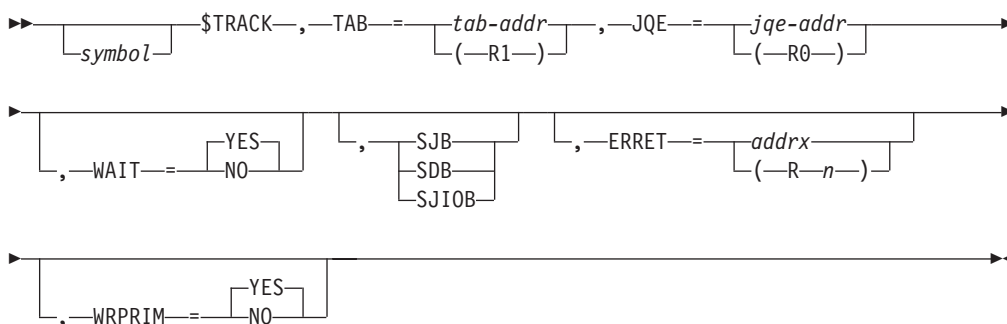 $TRACK , TAB = tab-addr , JQE = jqe-addr
symbol ( R1 ) ( R0 )
YES , SJB , ERRET = addrx
, WAIT = NO SDB ( R n )
SJIOB
YES
, WRPRIM = NO